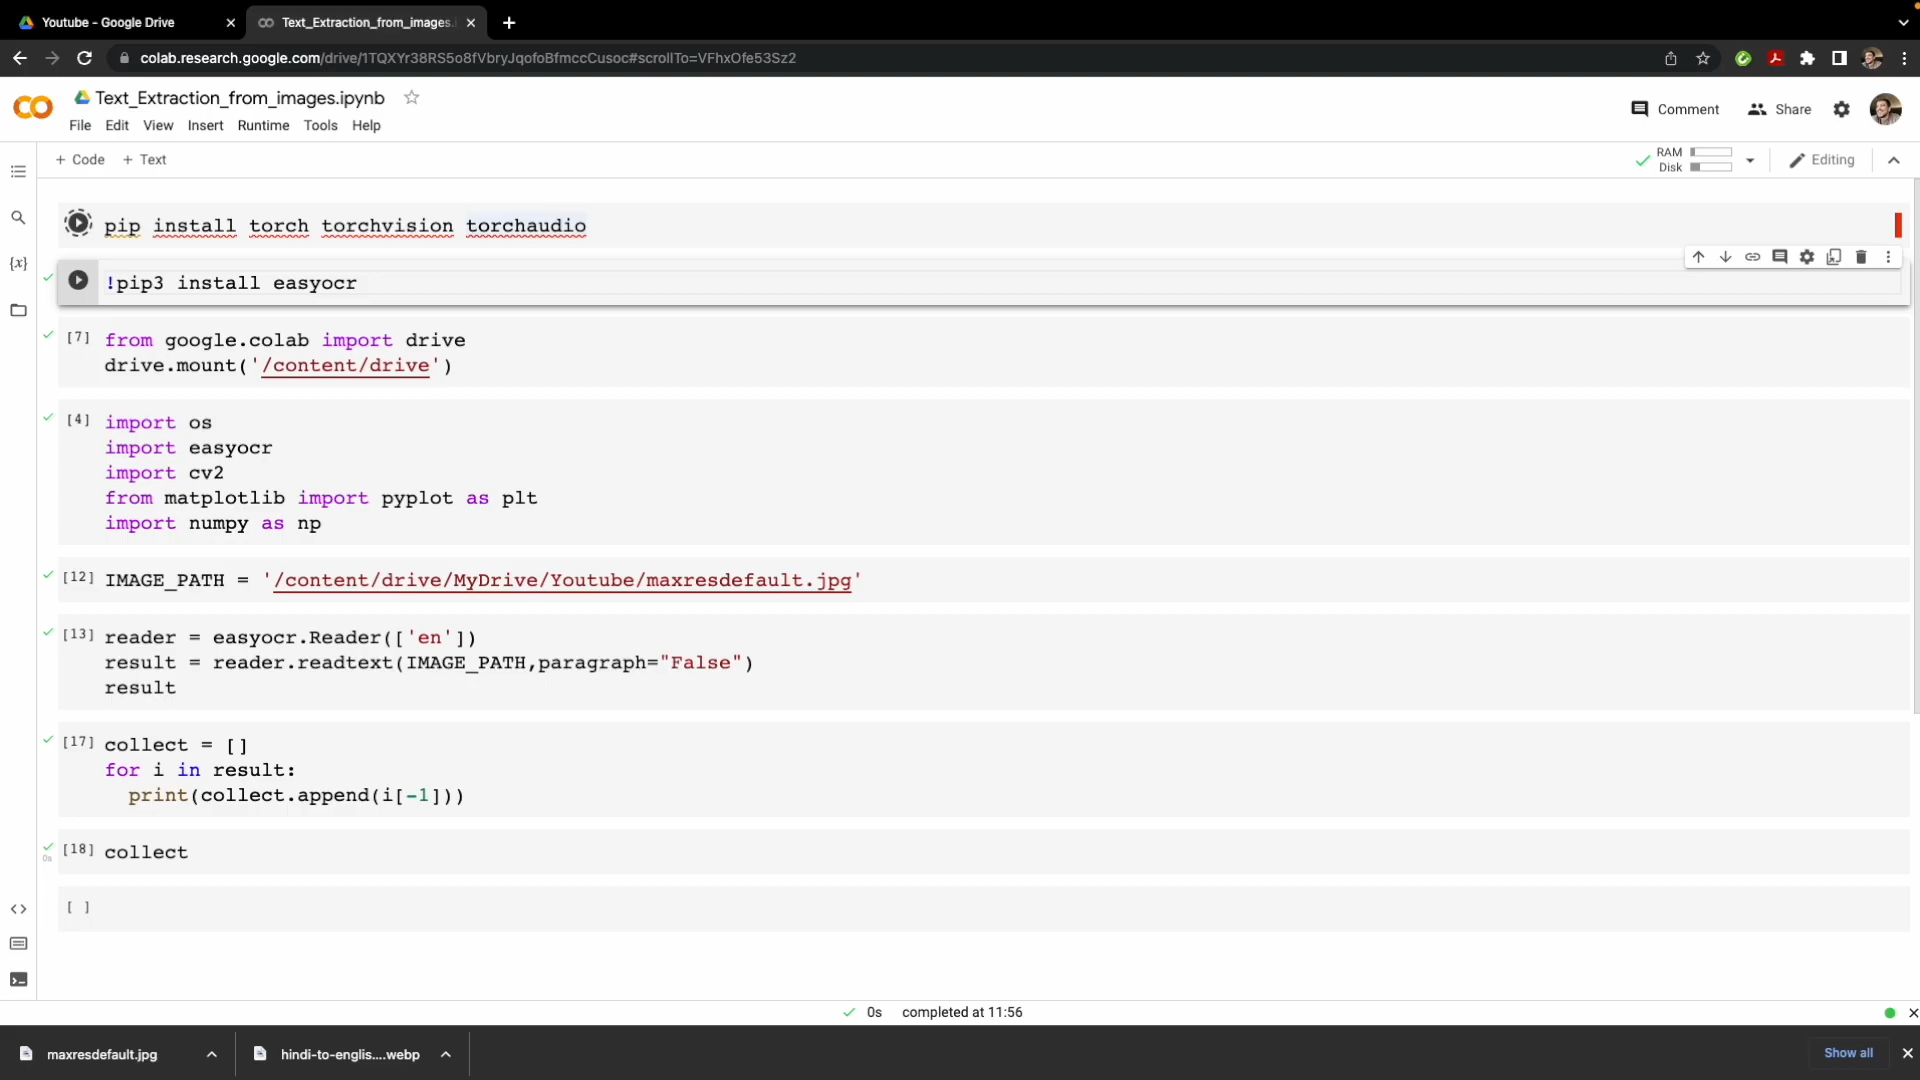 Youtube - Google Drive
Text_Extraction_from_images.i
colab.research.google.com/drive/1TQXYr38RS5o8fVbryJqofoBfmccCusoc#scrollTo=VFhxOfe53Sz2
Text_Extraction_from_images.ipynb
Comment
Share
File Edit View Insert Runtime Tools Help
+ Code + Text
RAM
Disk
Editing
pip install torch torchvision torchaudio
!pip3 install easyocr
{x}
[7] from google.colab import drive
drive.mount('/content/drive')
[4] import os
import easyocr
import cv2
from matplotlib import pyplot as plt
import numpy as np
[12] IMAGE_PATH = '/content/drive/MyDrive/Youtube/maxresdefault.jpg'
[13] reader = easyocr.Reader(['en'])
result = reader.readtext(IMAGE_PATH,paragraph="False")
result
[17] collect = []
for i in result:
print(collect.append(i[-1]))
[18] collect
0s
[ ]
0s completed at 11:56
maxresdefault.jpg
hindi-to-englis....webp
Show all